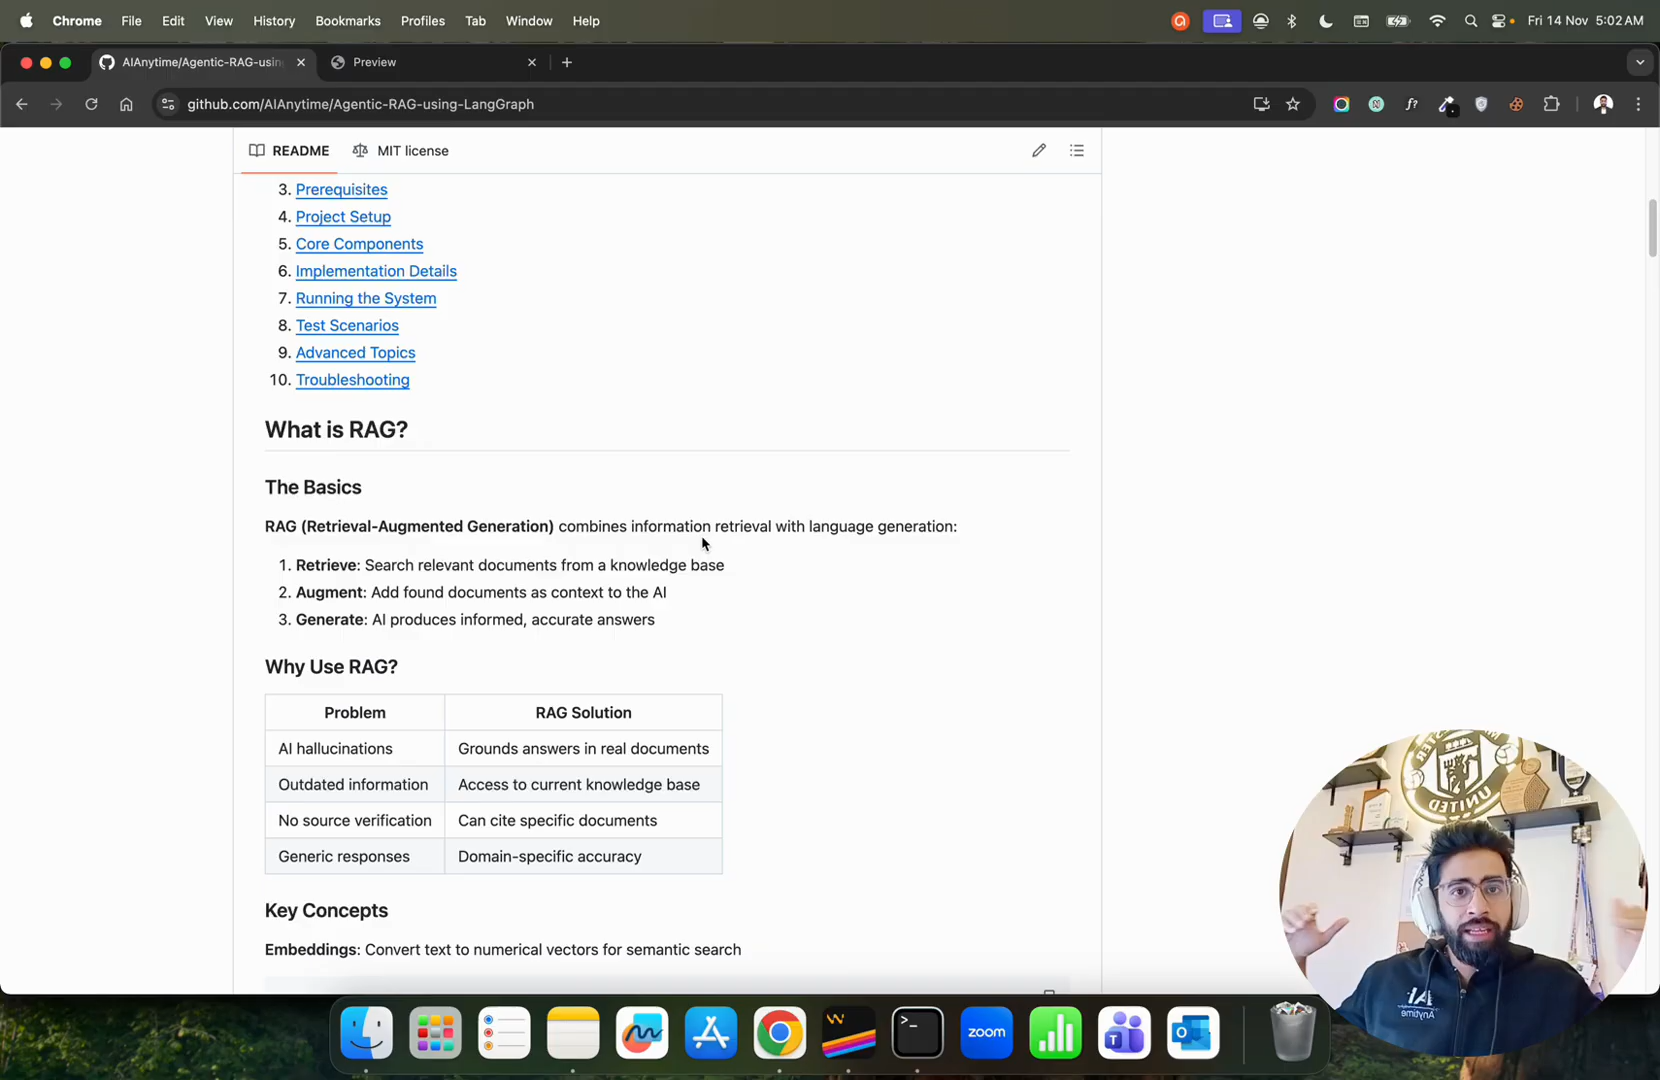 Chrome File Edit View History Bookmarks Profiles Tab Window Help
Fri 14 Nov 5:02 AM
AIAnytime/Agentic-RAG-usin
Preview
github.com/AIAnytime/Agentic-RAG-using-LangGraph
README
MIT license
3. Prerequisites
4. Project Setup
5. Core Components
6. Implementation Details
7. Running the System
8. Test Scenarios
9. Advanced Topics
10. Troubleshooting
What is RAG?
The Basics
RAG (Retrieval-Augmented Generation) combines information retrieval with language generation:
1. Retrieve: Search relevant documents from a knowledge base
2. Augment: Add found documents as context to the AI
3. Generate: AI produces informed, accurate answers
Why Use RAG?
Problem RAG Solution
AI hallucinations Grounds answers in real documents
Outdated information Access to current knowledge base
No source verification Can cite specific documents
Generic responses Domain-specific accuracy
Key Concepts
Embeddings: Convert text to numerical vectors for semantic search
UNITED
AI
Anytime
zoom